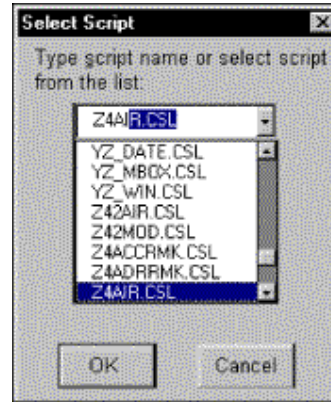 Select Script
Type script name or select script
from the list:
Z4AIR.CSL
YZ_DATE.CSL
YZ_MBOX.CSL
YZ_WIN.CSL
Z42AIR.CSL
Z42MOD.CSL
Z4ACCRMK.CSL
Z4ADRRMK.CSL
Z4AIR.CSL
OK Cancel